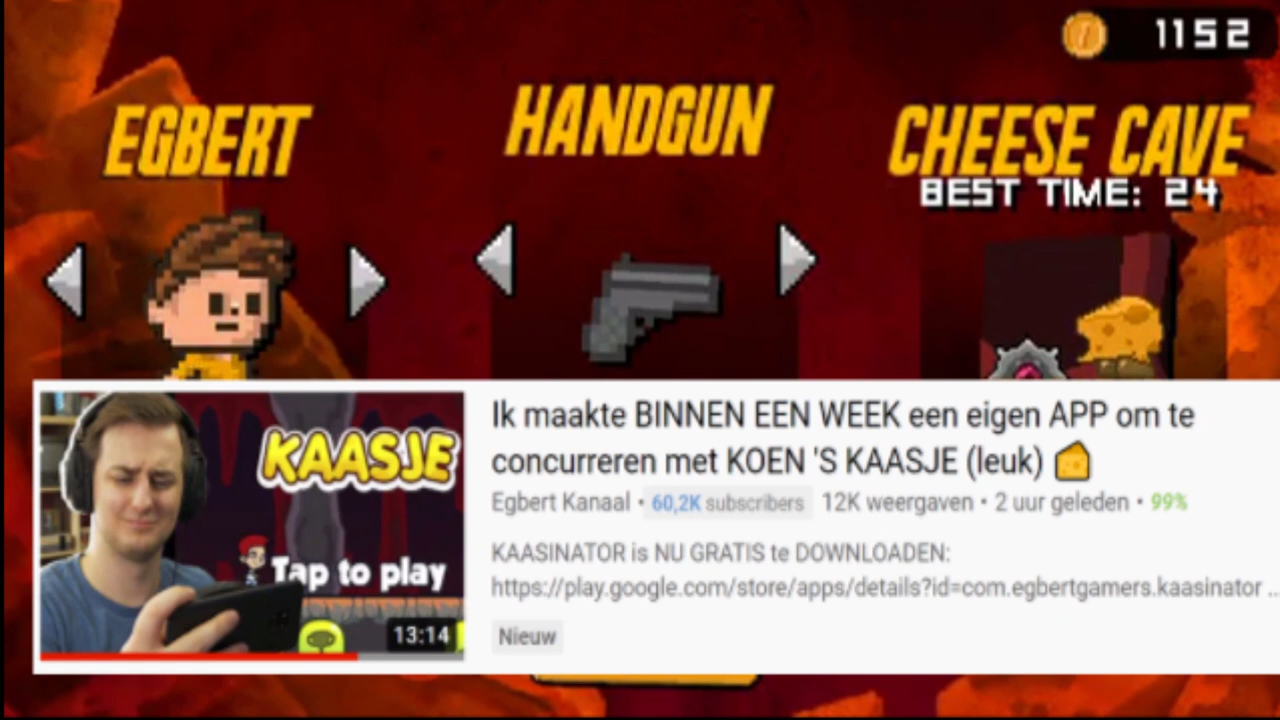 1152
EGBERT
HANDGUN
CHEESE CAVE
BEST TIME: 24
KAASJE
Tap to play
13:14
Ik maakte BINNEN EEN WEEK een eigen APP om te
concurreren met KOEN 'S KAASJE (leuk) 🧀
Egbert Kanaal • 60,2K subscribers 12K weergaven • 2 uur geleden • 99%
KAASINATOR is NU GRATIS te DOWNLOADEN:
https://play.google.com/store/apps/details?id=com.egbertgamers.kaasinator ...
Nieuw